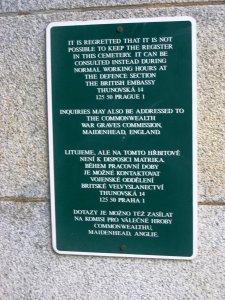 IT IS REGRETTED THAT IT IS NOT
POSSIBLE TO KEEP THE REGISTER
IN THIS CEMETERY. IT CAN BE
CONSULTED INSTEAD DURING
NORMAL WORKING HOURS AT
THE DEFENCE SECTION
THE BRITISH EMBASSY
THUNOVSKÁ 14
125 50 PRAGUE 1
INQUIRIES MAY ALSO BE ADDRESSED TO
THE COMMONWEALTH
WAR GRAVES COMMISSION,
MAIDENHEAD, ENGLAND.
LITUJEME, ALE NA TOMTO HŘBITOVĚ
NENÍ K DISPOZICI MATRIKA.
BĚHEM PRACOVNÍ DOBY
JE MOŽNÉ KONTAKTOVAT
VOJENSKÉ ODDĚLENÍ
BRITSKÉ VELVYSLANECTVÍ
THUNOVSKÁ 14
125 50 PRAHA 1
DOTAZY JE MOŽNO TÉŽ ZASÍLAT
NA KOMISI PRO VÁLEČNÉ HROBY
COMMONWEALTHU,
MAIDENHEAD, ANGLIE.